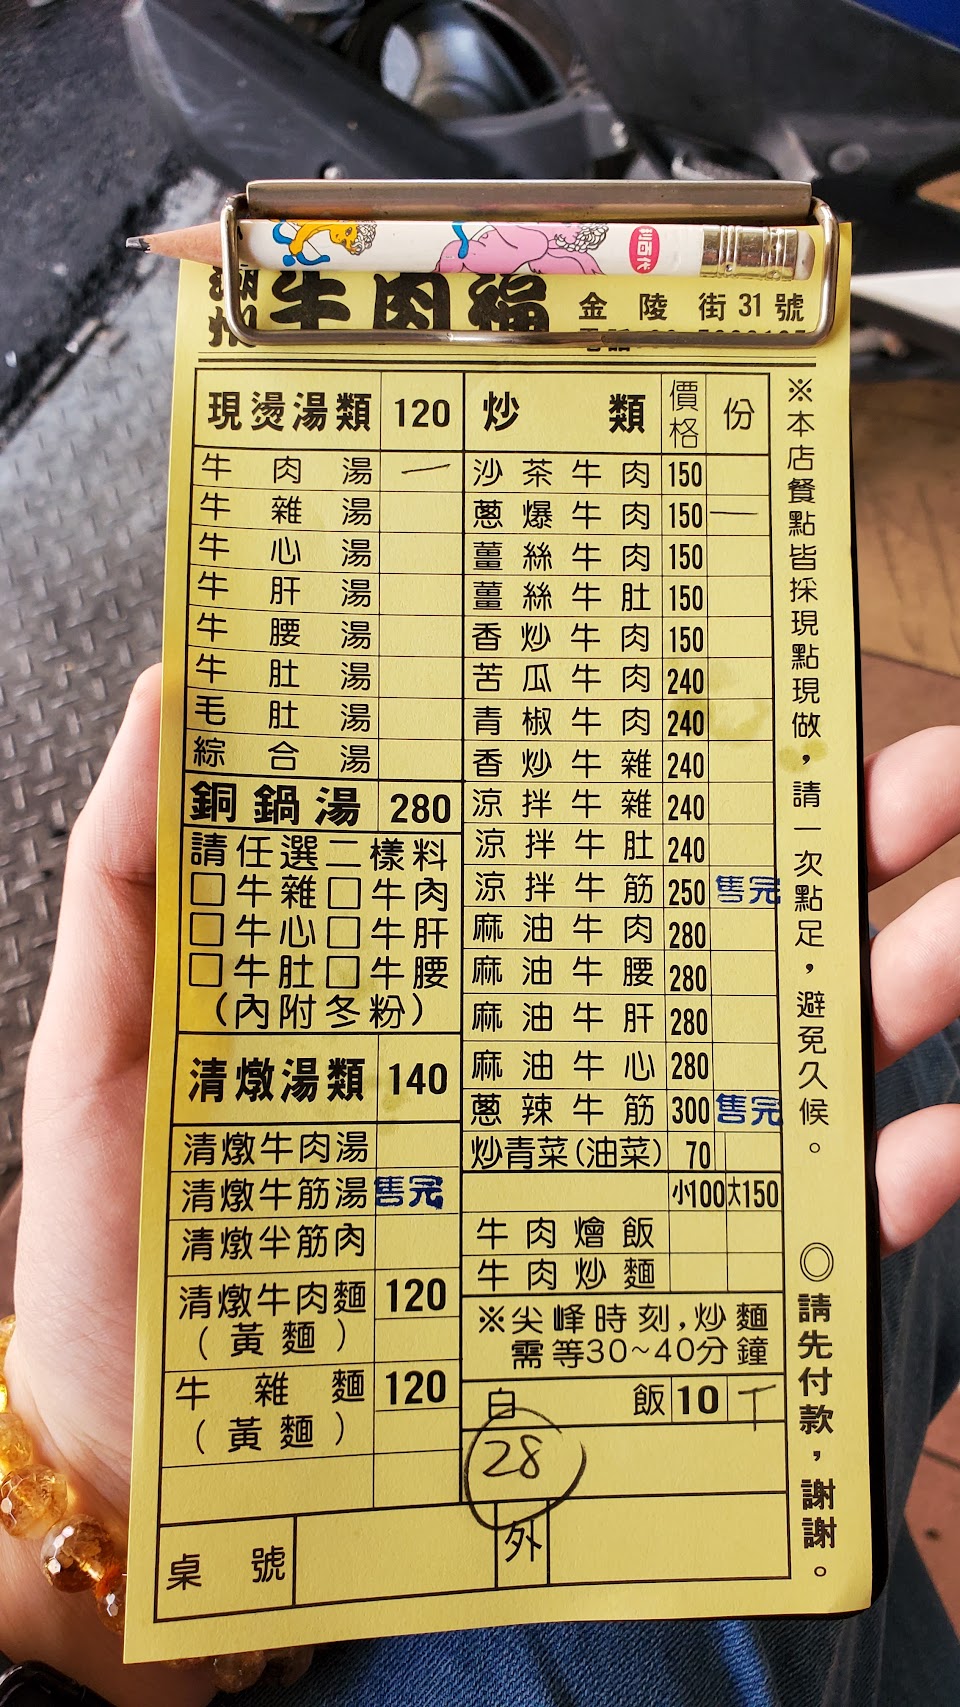 潮州 牛肉福 金陵街31號
現燙湯類 120
牛肉湯 一
牛雜湯
牛心湯
牛肝湯
牛腰湯
牛肚湯
毛肚湯
綜合湯
銅鍋湯 280
請任選二樣料
□牛雜□牛肉
□牛心□牛肝
□牛肚□牛腰
(內附冬粉)
清燉湯類 140
清燉牛肉湯
清燉牛筋湯 售完
清燉半筋肉
清燉牛肉麵 120
(黃麵)
牛雜麵 120
(黃麵)
炒類 價格 份
沙茶牛肉 150
蔥爆牛肉 150 一
薑絲牛肉 150
薑絲牛肚 150
香炒牛肉 150
苦瓜牛肉 240
青椒牛肉 240
香炒牛雜 240
涼拌牛雜 240
涼拌牛肚 240
涼拌牛筋 250 售完
麻油牛肉 280
麻油牛腰 280
麻油牛肝 280
麻油牛心 280
蔥辣牛筋 300 售完
炒青菜(油菜) 70
小100 大150
牛肉燴飯
牛肉炒麵
※尖峰時刻,炒麵
需等30~40分鐘
白飯 10 丅
28
桌號 外
※本店餐點皆採現點現做,請一次點足,避免久候。
◎請先付款,謝謝。